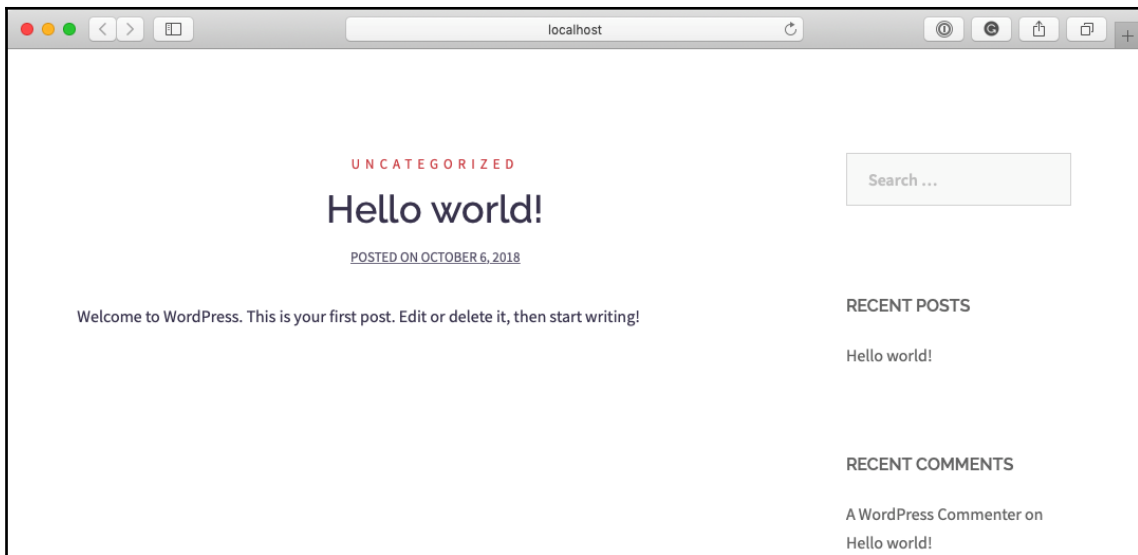 localhost
UNCATEGORIZED
Hello world!
POSTED ON OCTOBER 6, 2018
Welcome to WordPress. This is your first post. Edit or delete it, then start writing!
Search ...
RECENT POSTS
Hello world!
RECENT COMMENTS
A WordPress Commenter on
Hello world!